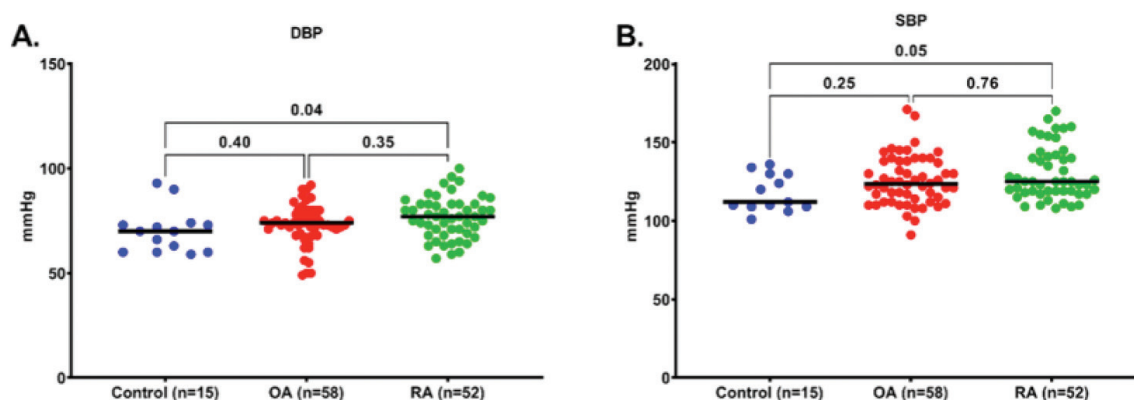 A.
DBP
150
100
50
0
mmHg
0.04
0.40
0.35
Control (n=15)
OA (n=58)
RA (n=52)
B.
SBP
200
150
100
50
0
mmHg
0.05
0.25
0.76
Control (n=15)
OA (n=58)
RA (n=52)